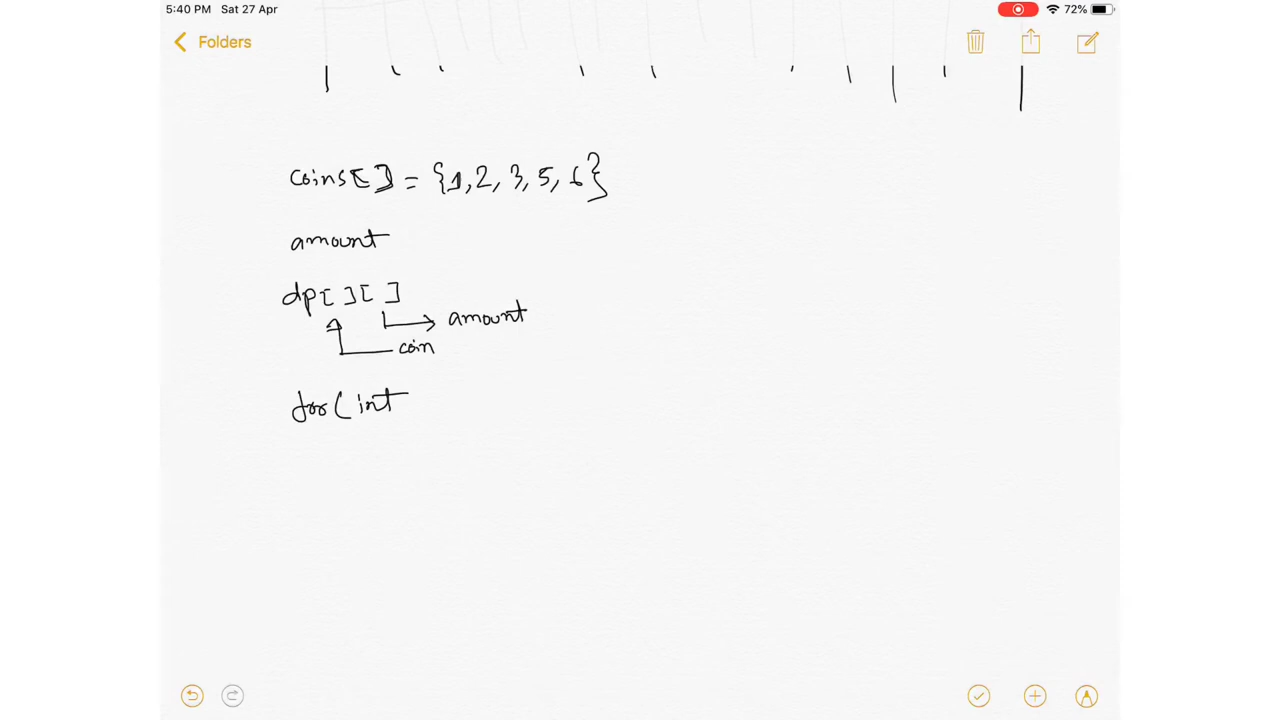 5:40 PM Sat 27 Apr 72%
Folders
coins[] = {1, 2, 3, 5, 6}
amount
dp[ ][ ]
amount
coin
for( int